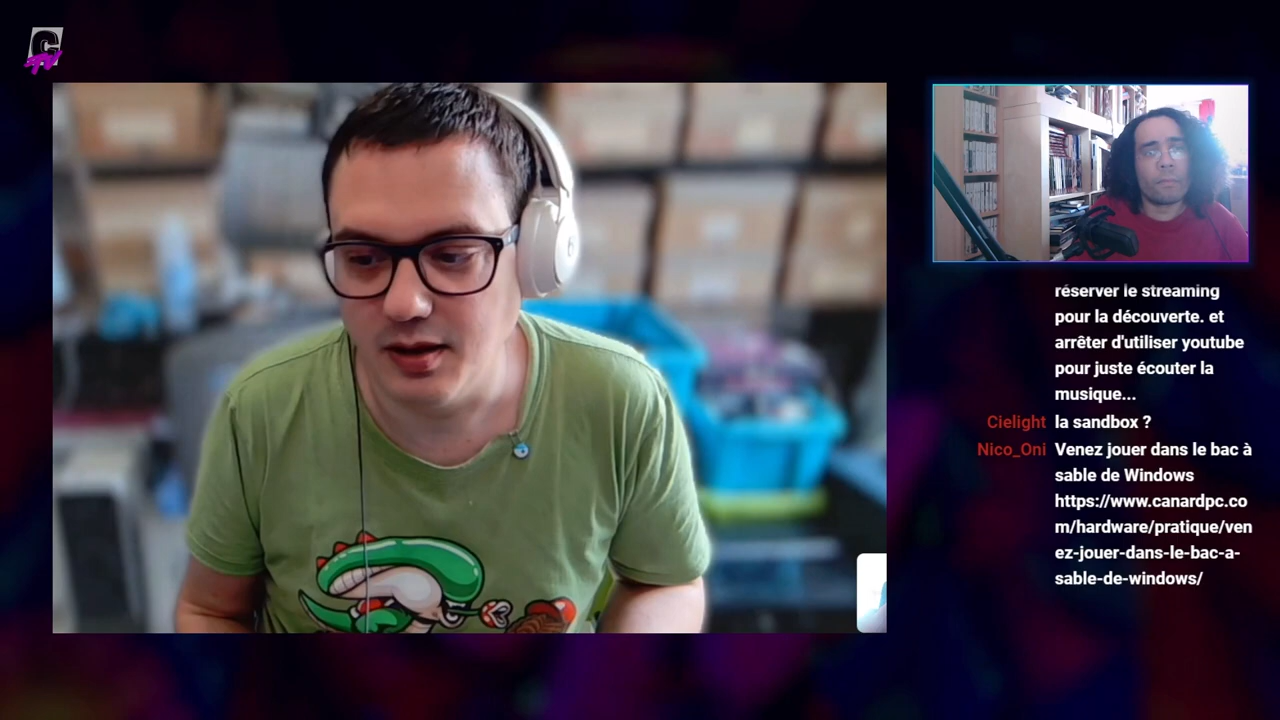 C
TV
réserver le streaming
pour la découverte. et
arrêter d'utiliser youtube
pour juste écouter la
musique...
Cielight la sandbox ?
Nico_Oni Venez jouer dans le bac à
sable de Windows
https://www.canardpc.co
m/hardware/pratique/ven
ez-jouer-dans-le-bac-a-
sable-de-windows/